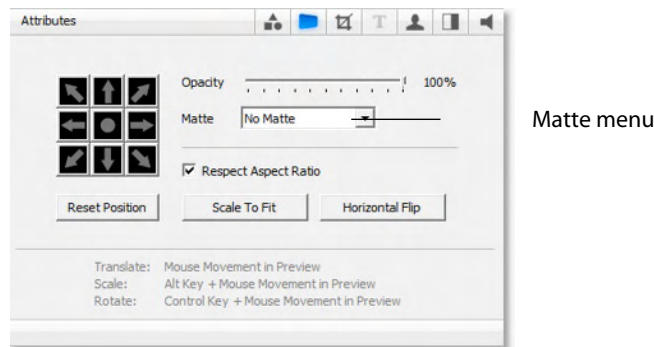 Attributes
T
Opacity 100%
Matte No Matte
Matte menu
Respect Aspect Ratio
Reset Position Scale To Fit Horizontal Flip
Translate: Mouse Movement in Preview
Scale: Alt Key + Mouse Movement in Preview
Rotate: Control Key + Mouse Movement in Preview